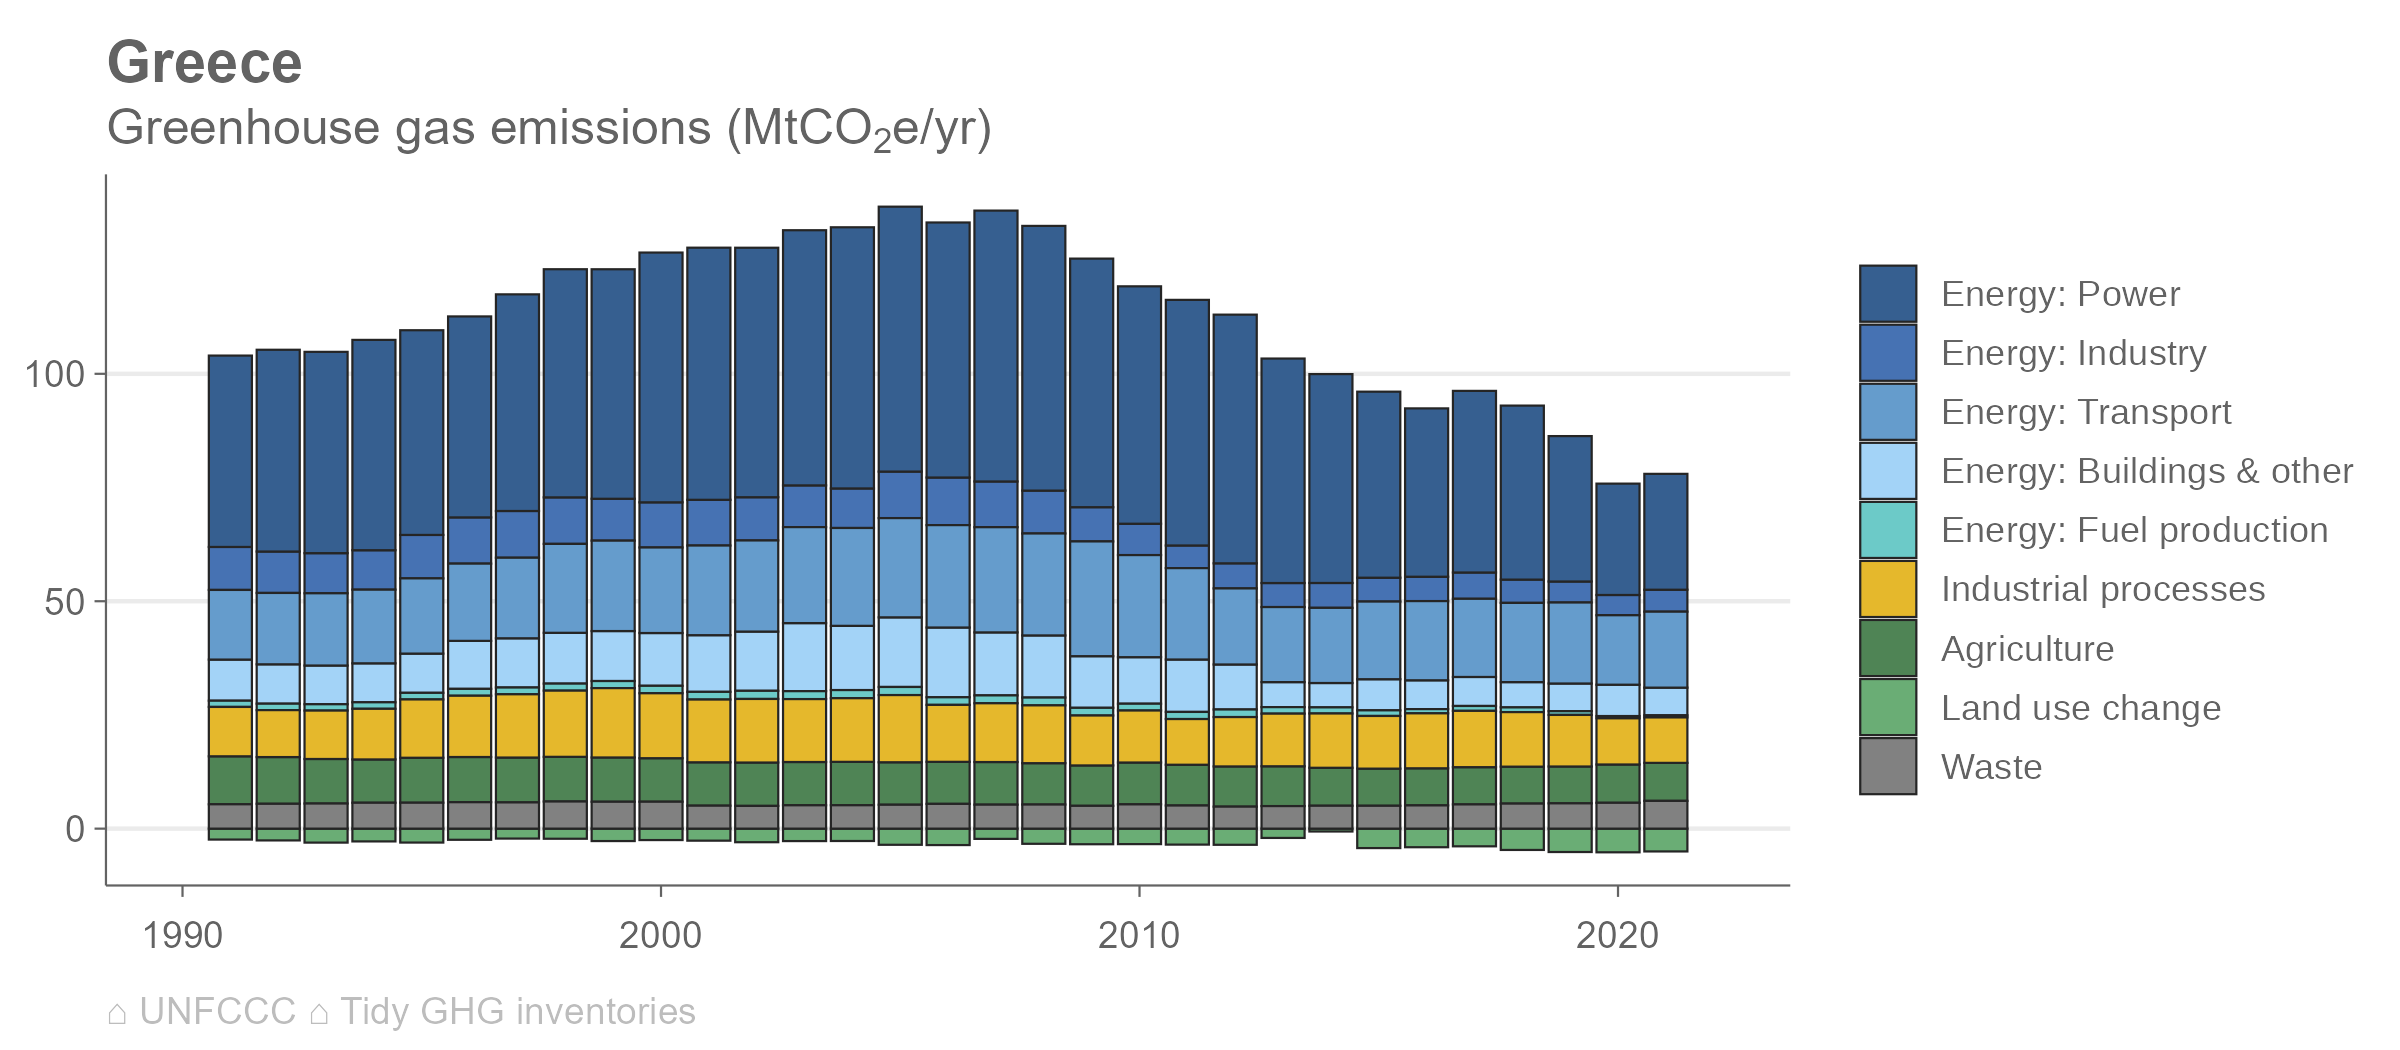 Greece
Greenhouse gas emissions (MtCO₂e/yr)
100
50
0
1990
2000
2010
2020
Energy: Power
Energy: Industry
Energy: Transport
Energy: Buildings & other
Energy: Fuel production
Industrial processes
Agriculture
Land use change
Waste
⌂ UNFCCC ⌂ Tidy GHG inventories